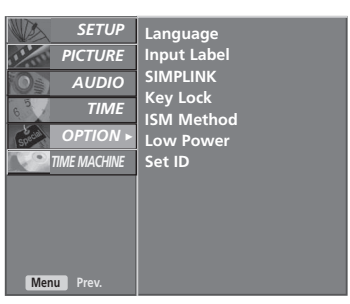 SETUP
PICTURE
AUDIO
TIME
OPTION ▸
TIME MACHINE
Language
Input Label
SIMPLINK
Key Lock
ISM Method
Low Power
Set ID
Menu Prev.